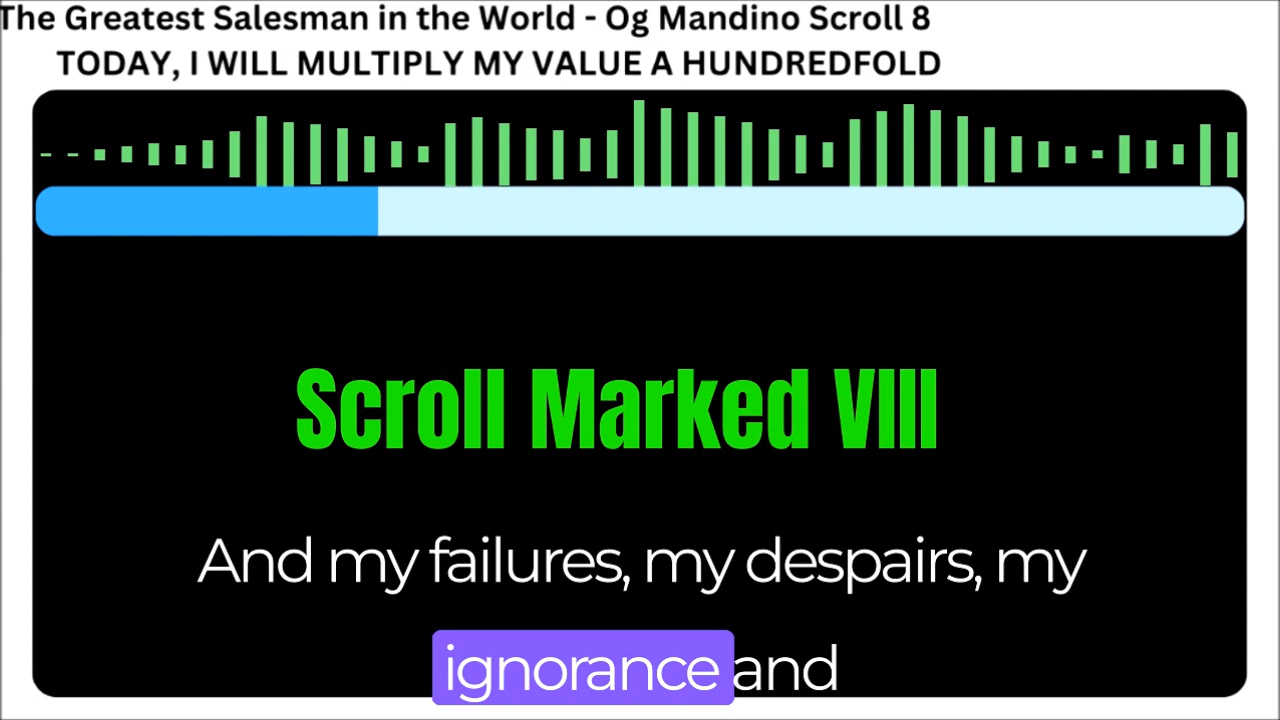 The Greatest Salesman in the World - Og Mandino Scroll 8
TODAY, I WILL MULTIPLY MY VALUE A HUNDREDFOLD
Scroll Marked VIII
And my failures, my despairs, my
ignorance and